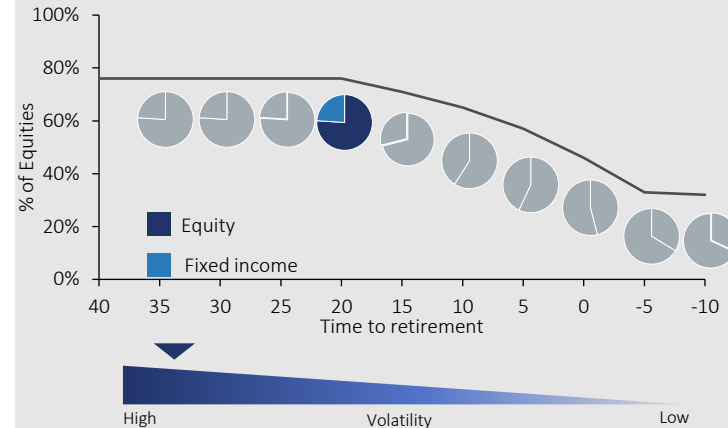 100%
80%
60%
40%
20%
0%
% of Equities
Equity
Fixed income
40 35 30 25 20 15 10 5 0 -5 -10
Time to retirement
High Volatility Low